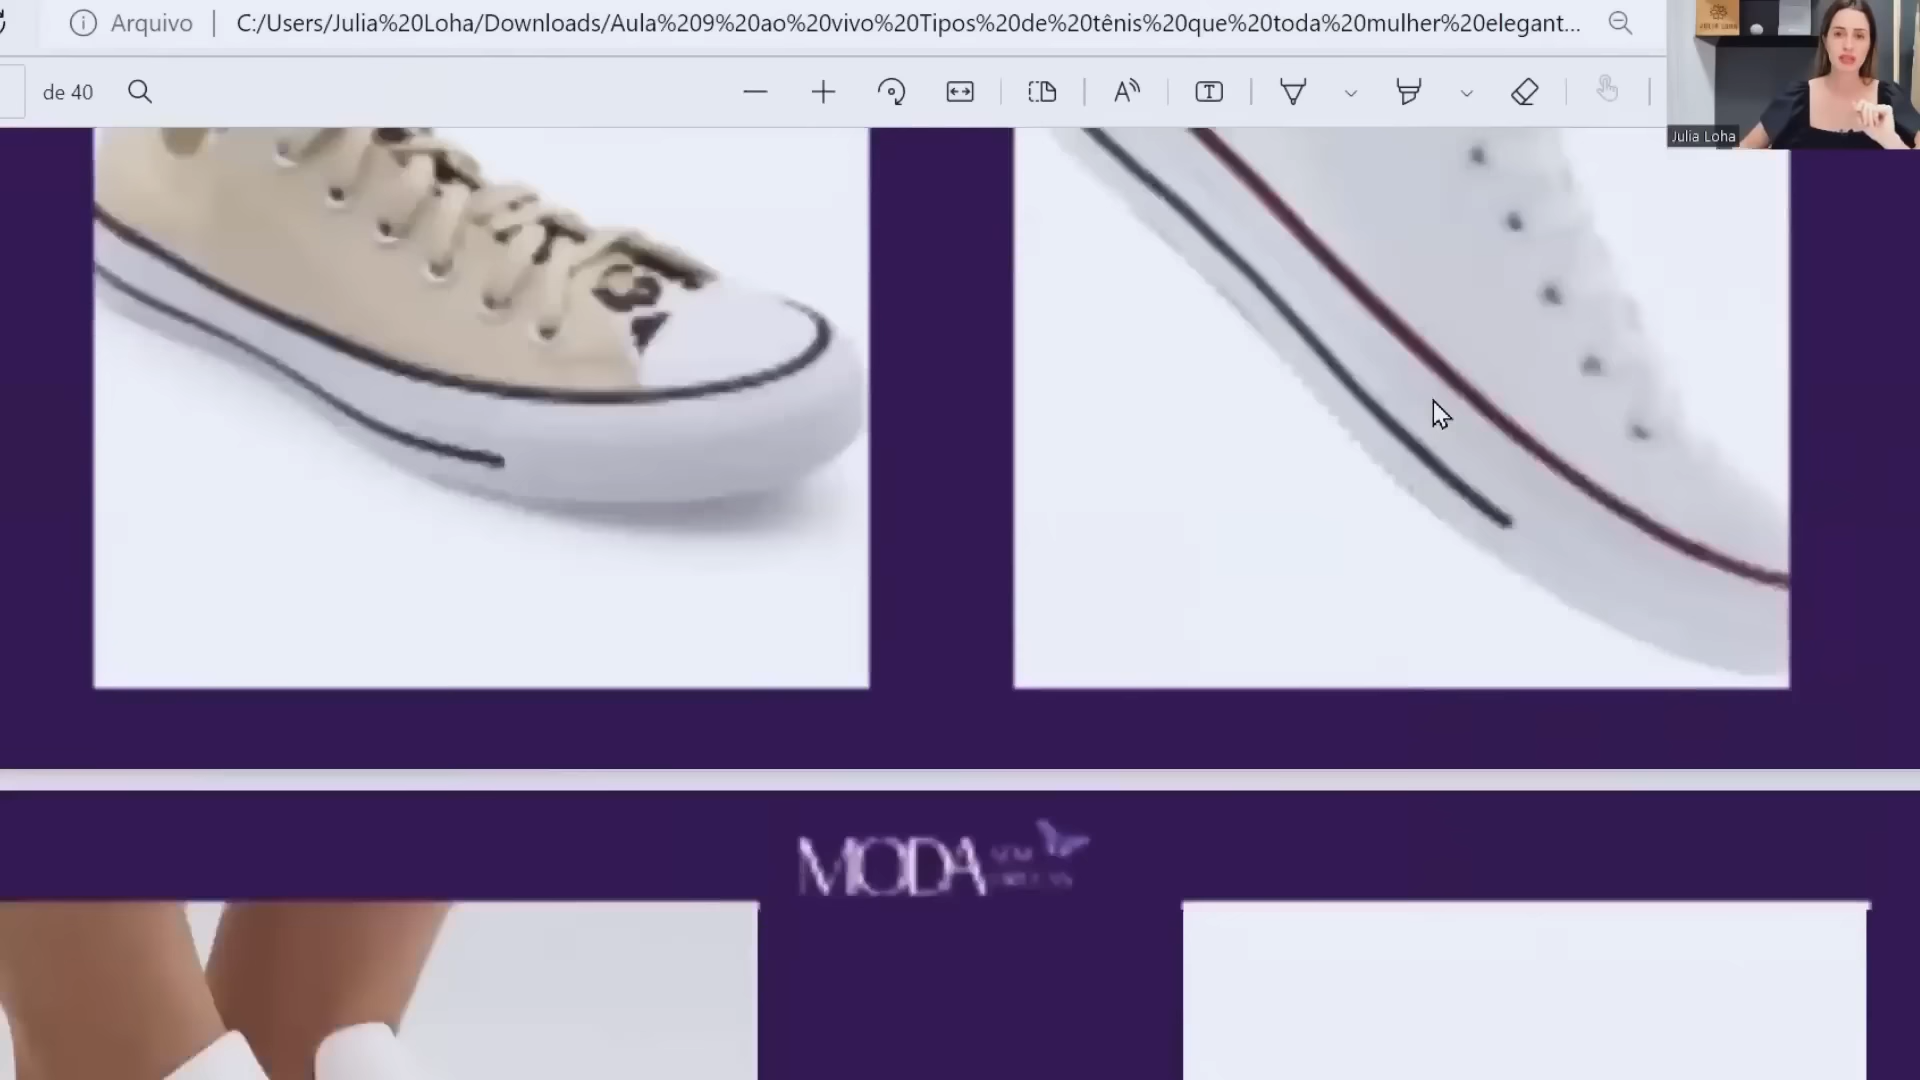 Arquivo | C:/Users/Julia%20Loha/Downloads/Aula%209%20ao%20vivo%20Tipos%20de%20tênis%20que%20toda%20mulher%20elegant...
de 40
Julia Loha
MODA